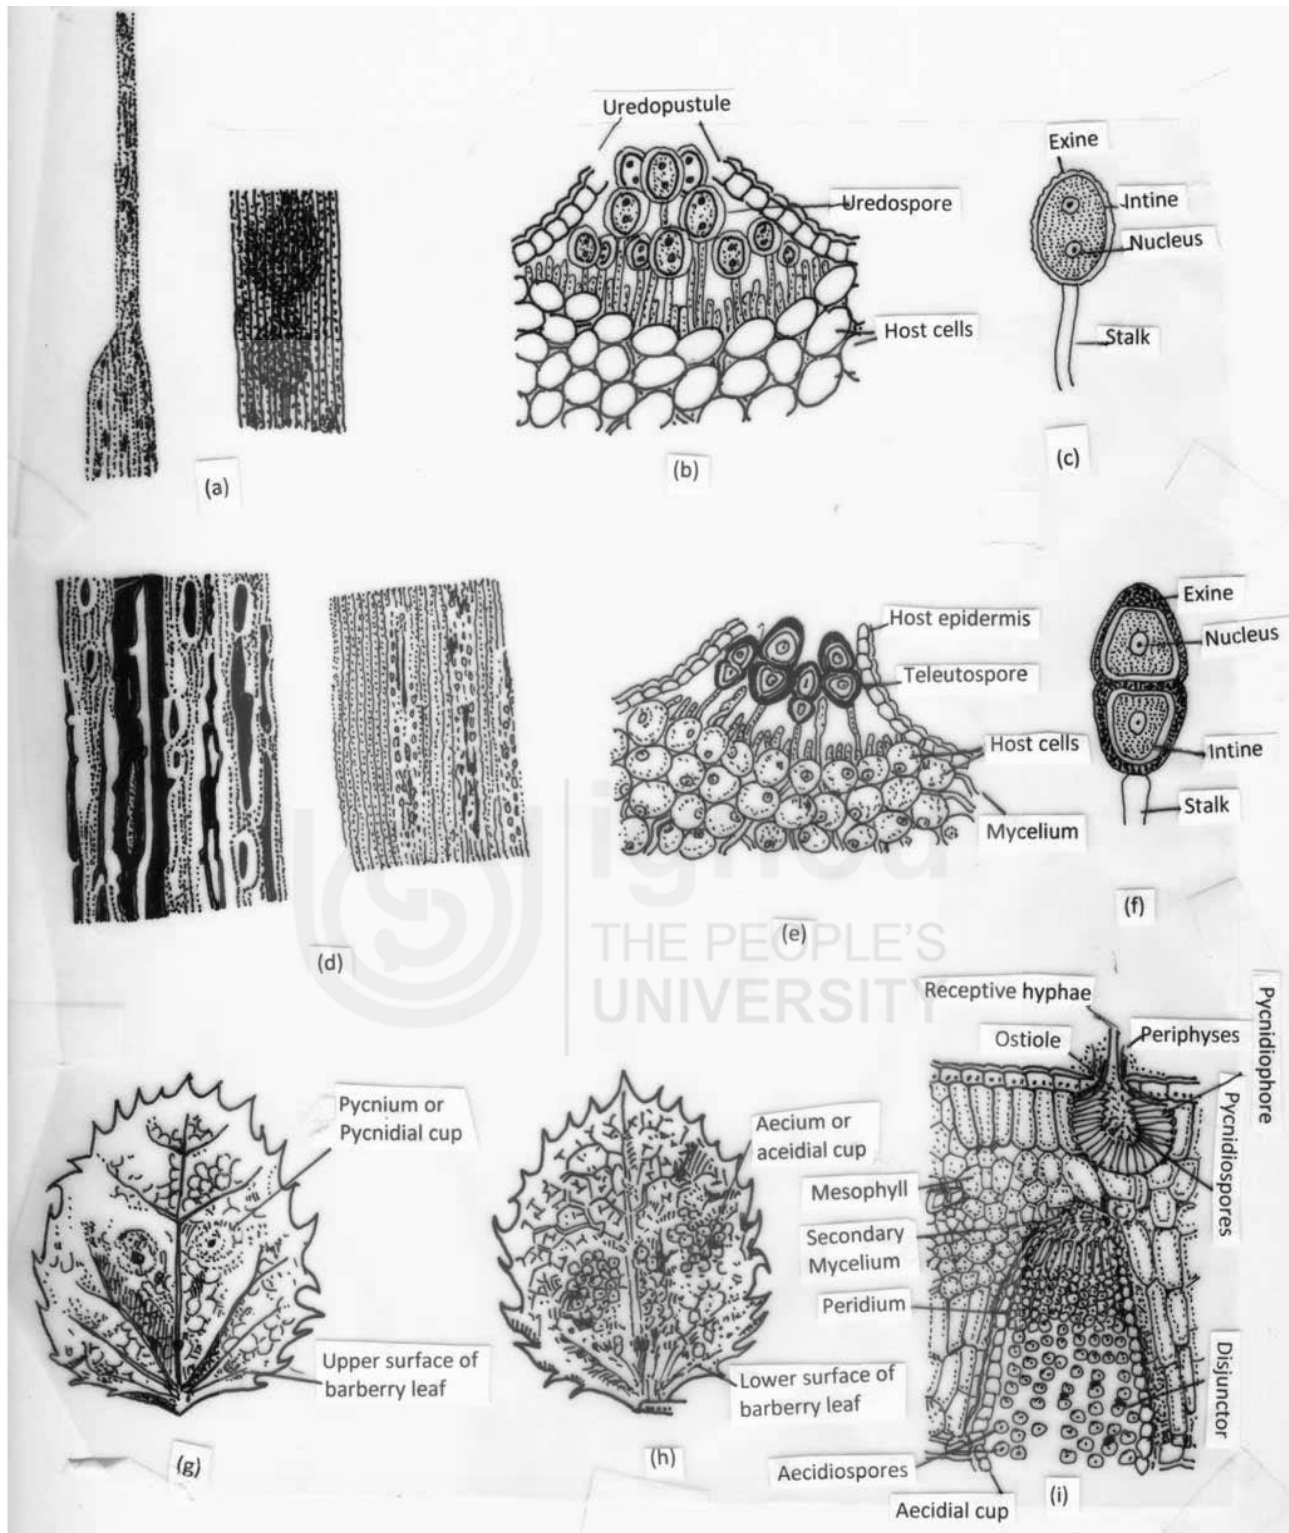 Uredopustule
Exine
Uredospore
Intine
Nucleus
Host cells
Stalk
(a)
(b)
(c)
Host epidermis
Exine
Nucleus
Teleutospore
Host cells
Intine
Mycelium
Stalk
(d)
(e)
(f)
ignou
THE PEOPLE'S
UNIVERSITY
Receptive hyphae
Ostiole
Periphyses
Pycnidiophore
Pycnidiospores
Pycnium or
Pycnidial cup
Aecium or
aceidial cup
Mesophyll
Secondary
Mycelium
Peridium
Disjunctor
Upper surface of
barberry leaf
Lower surface of
barberry leaf
Aecidiospores
Aecidial cup
(g)
(h)
(i)